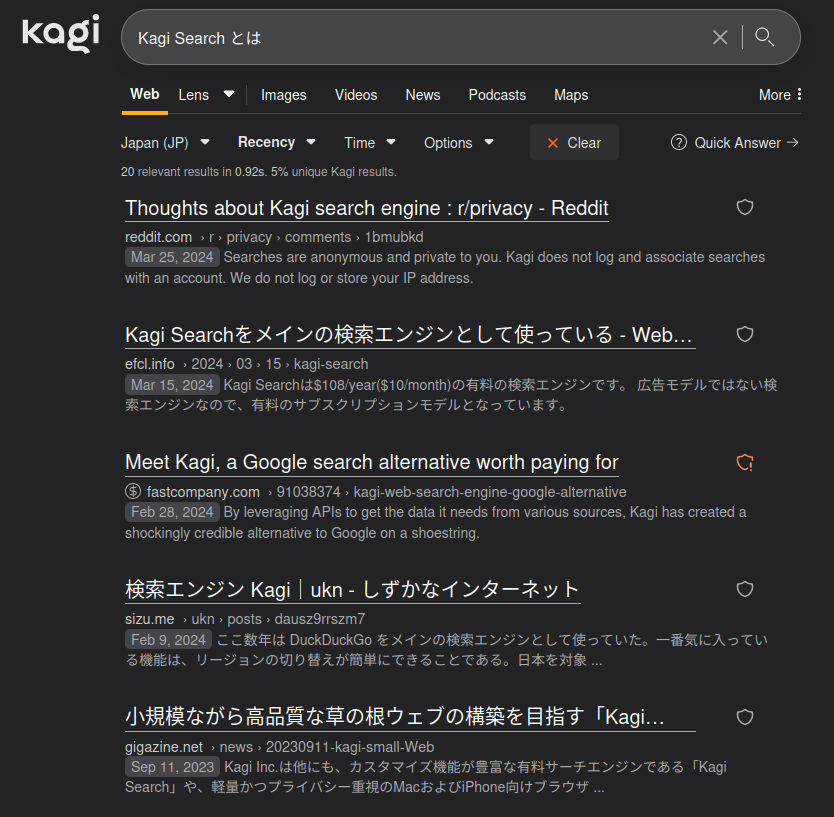 kagi
Kagi Search とは
Web Lens Images Videos News Podcasts Maps More
Japan (JP) Recency Time Options Clear Quick Answer
20 relevant results in 0.92s. 5% unique Kagi results.
Thoughts about Kagi search engine : r/privacy - Reddit
reddit.com › r › privacy › comments › 1bmubkd
Mar 25, 2024 Searches are anonymous and private to you. Kagi does not log and associate searches
with an account. We do not log or store your IP address.
Kagi Searchをメインの検索エンジンとして使っている - Web…
efcl.info › 2024 › 03 › 15 › kagi-search
Mar 15, 2024 Kagi Searchは$108/year($10/month)の有料の検索エンジンです。 広告モデルではない検
索エンジンなので、有料のサブスクリプションモデルとなっています。
Meet Kagi, a Google search alternative worth paying for
fastcompany.com › 91038374 › kagi-web-search-engine-google-alternative
Feb 28, 2024 By leveraging APIs to get the data it needs from various sources, Kagi has created a
shockingly credible alternative to Google on a shoestring.
検索エンジン Kagi｜ukn - しずかなインターネット
sizu.me › ukn › posts › dausz9rrszm7
Feb 9, 2024 ここ数年は DuckDuckGo をメインの検索エンジンとして使っていた。一番気に入ってい
る機能は、リージョンの切り替えが簡単にできることである。日本を対象 ...
小規模ながら高品質な草の根ウェブの構築を目指す「Kagi…
gigazine.net › news › 20230911-kagi-small-Web
Sep 11, 2023 Kagi Inc.は他にも、カスタマイズ機能が豊富な有料サーチエンジンである「Kagi
Search」や、軽量かつプライバシー重視のMacおよびiPhone向けブラウザ ...